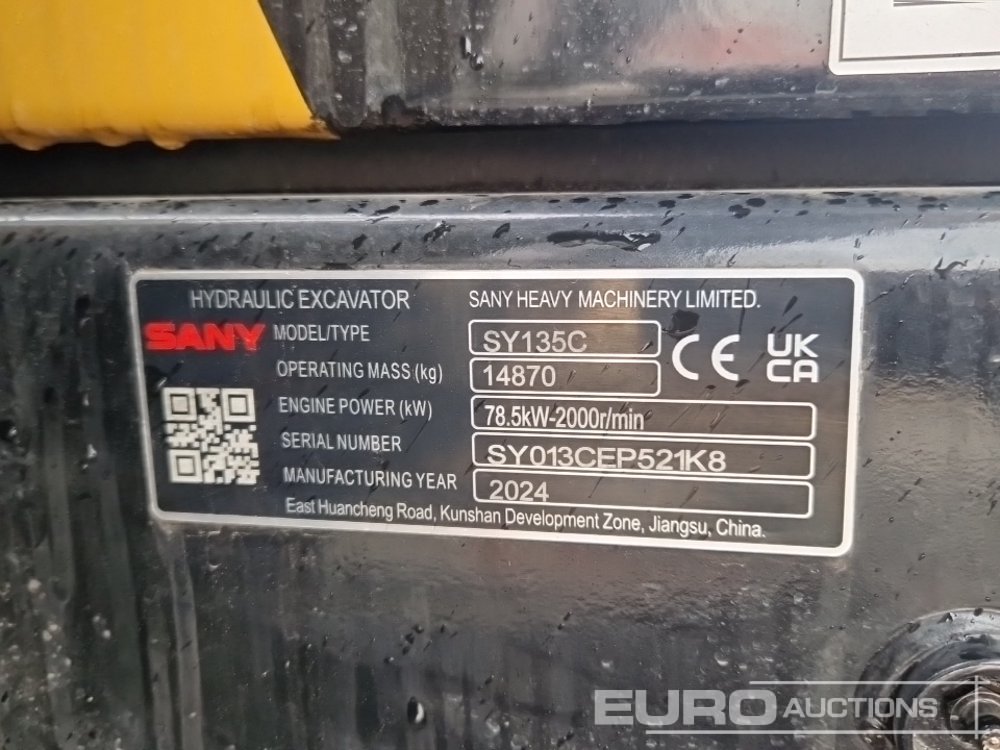 HYDRAULIC EXCAVATOR SANY HEAVY MACHINERY LIMITED.
SANY MODEL/TYPE SY135C
OPERATING MASS (kg) 14870
CE UK CA
ENGINE POWER (kW) 78.5kW-2000r/min
SERIAL NUMBER SY013CEP521K8
MANUFACTURING YEAR 2024
East Huancheng Road, Kunshan Development Zone, Jiangsu, China.
EURO AUCTIONS